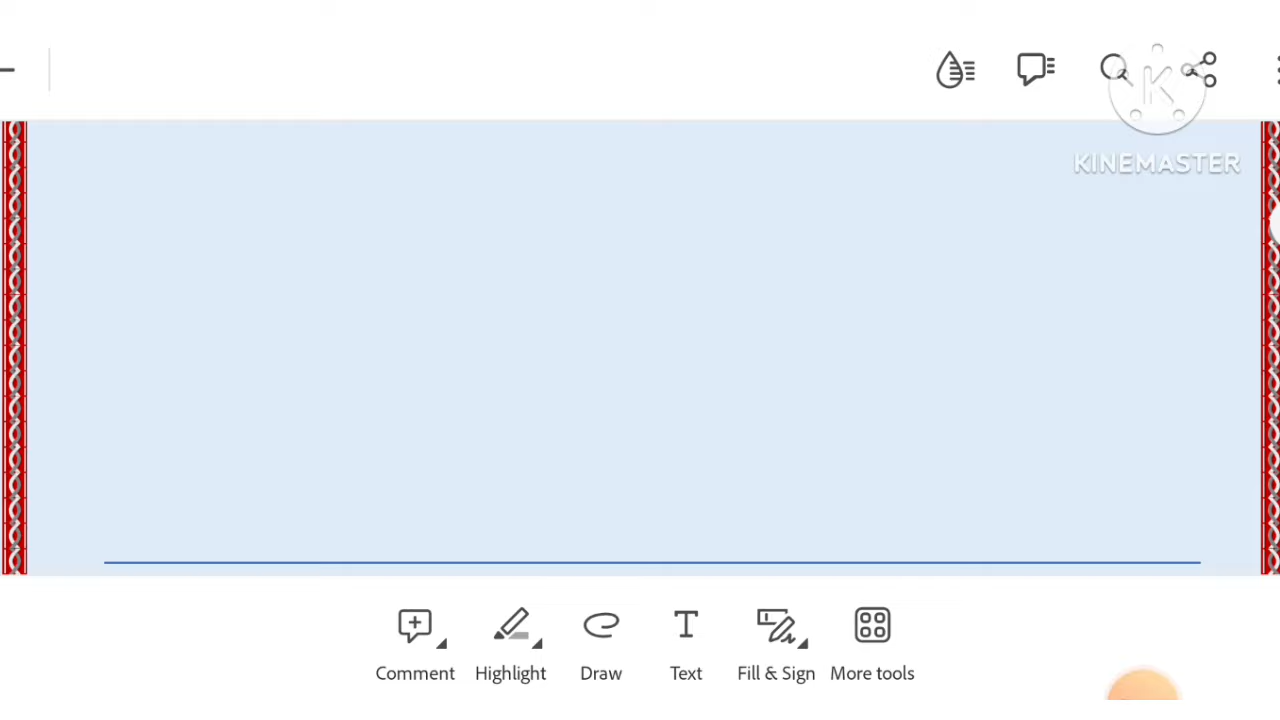 KINEMASTER
Comment
Highlight
Draw
Text
Fill & Sign
More tools